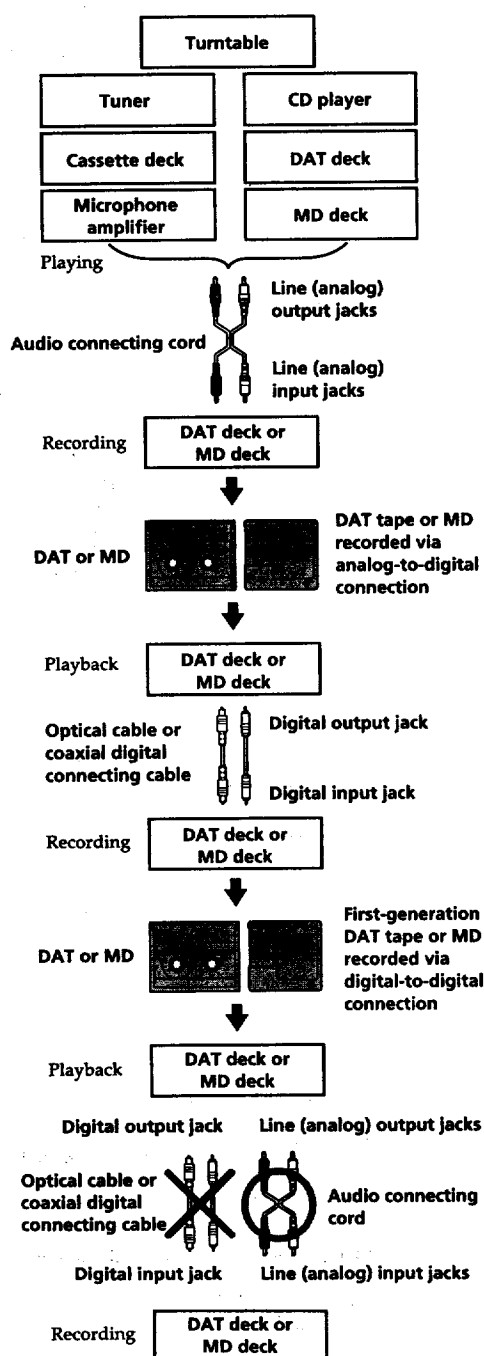 Turntable
Tuner
CD player
Cassette deck
DAT deck
Microphone
amplifier
MD deck
Playing
Line (analog)
output jacks
Audio connecting cord
Line (analog)
input jacks
Recording
DAT deck or
MD deck
DAT or MD
DAT tape or MD
recorded via
analog-to-digital
connection
Playback
DAT deck or
MD deck
Optical cable or
coaxial digital
connecting cable
Digital output jack
Digital input jack
Recording
DAT deck or
MD deck
DAT or MD
First-generation
DAT tape or MD
recorded via
digital-to-digital
connection
Playback
DAT deck or
MD deck
Digital output jack
Line (analog) output jacks
Optical cable or
coaxial digital
connecting cable
Audio connecting
cord
Digital input jack
Line (analog) input jacks
Recording
DAT deck or
MD deck